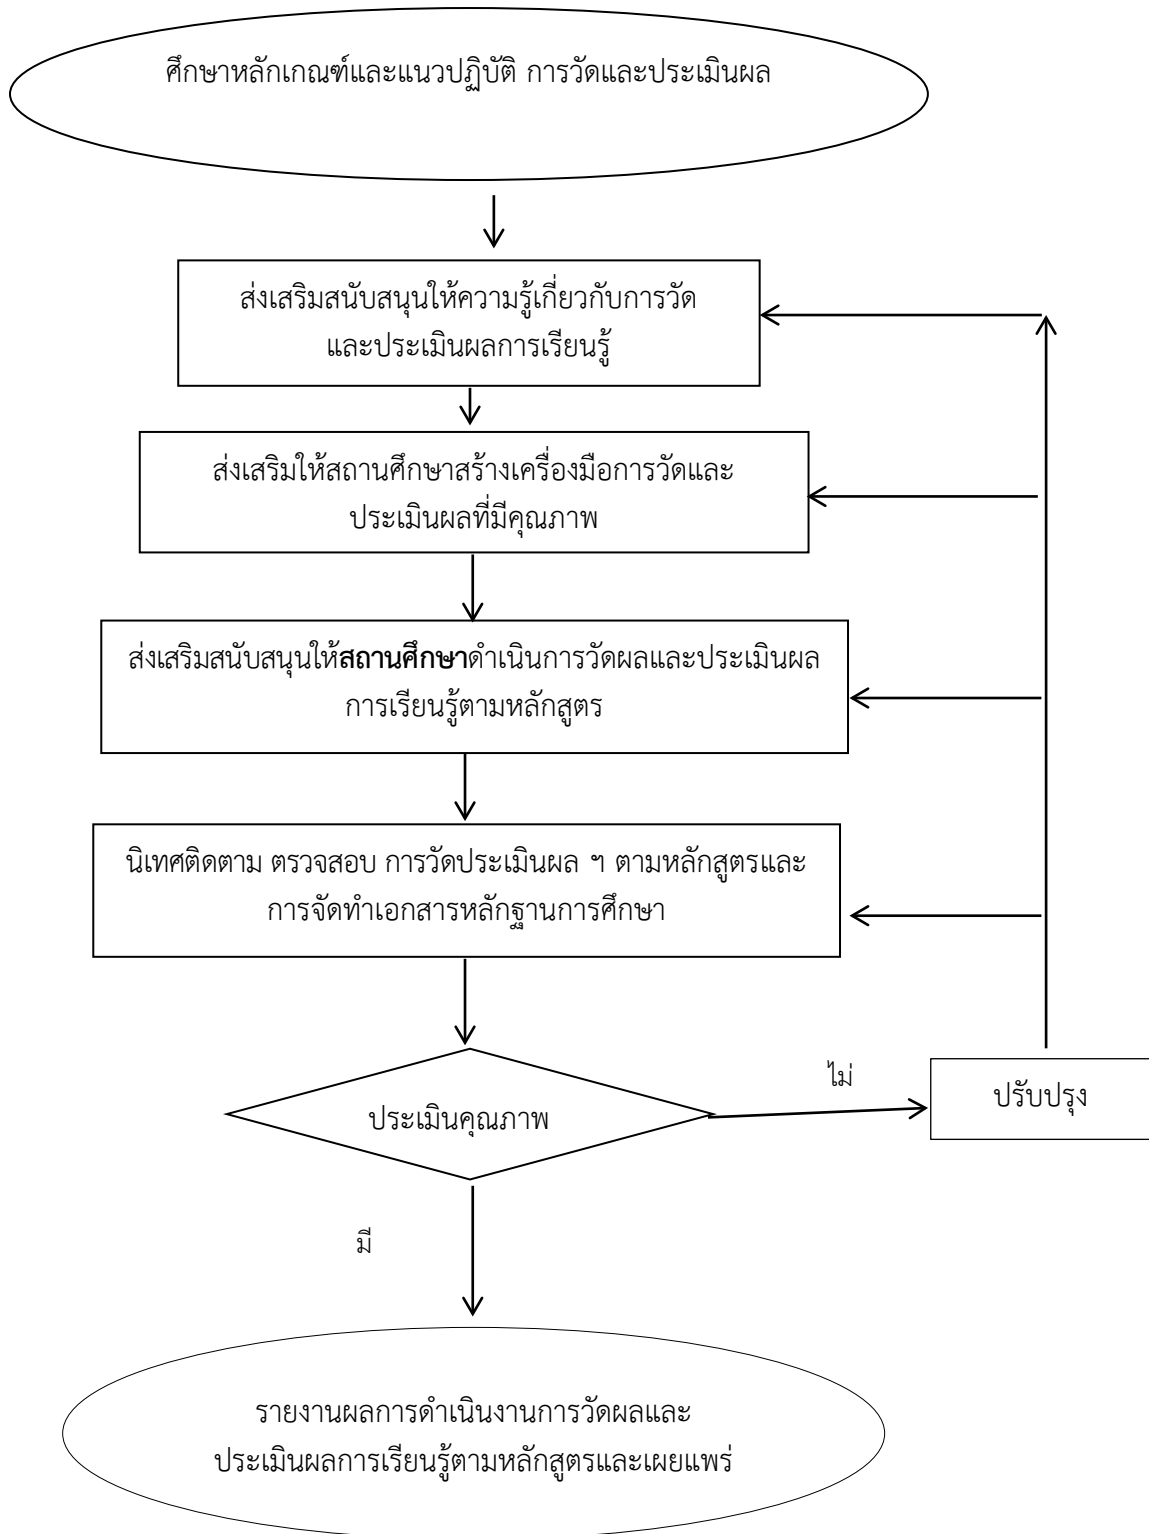 ศึกษาหลักเกณฑ์และแนวปฏิบัติ การวัดและประเมินผล
ส่งเสริมสนับสนุนให้ความรู้เกี่ยวกับการวัด
และประเมินผลการเรียนรู้
ส่งเสริมให้สถานศึกษาสร้างเครื่องมือการวัดและ
ประเมินผลที่มีคุณภาพ
ส่งเสริมสนับสนุนให้สถานศึกษาดำเนินการวัดผลและประเมินผล
การเรียนรู้ตามหลักสูตร
นิเทศติดตาม ตรวจสอบ การวัดประเมินผล ฯ ตามหลักสูตรและ
การจัดทำเอกสารหลักฐานการศึกษา
ไม่
ปรับปรุง
ประเมินคุณภาพ
มี
รายงานผลการดำเนินงานการวัดผลและ
ประเมินผลการเรียนรู้ตามหลักสูตรและเผยแพร่